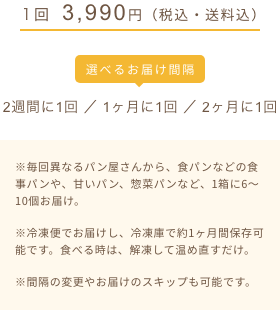 1回 3,990円（税込・送料込）
選べるお届け間隔
2週間に1回 ／ 1ヶ月に1回 ／ 2ヶ月に1回
※毎回異なるパン屋さんから、食パンなどの食
事パンや、甘いパン、惣菜パンなど、1箱に6〜
10個お届け。
※冷凍便でお届けし、冷凍庫で約1ヶ月間保存可
能です。食べる時は、解凍して温め直すだけ。
※間隔の変更やお届けのスキップも可能です。